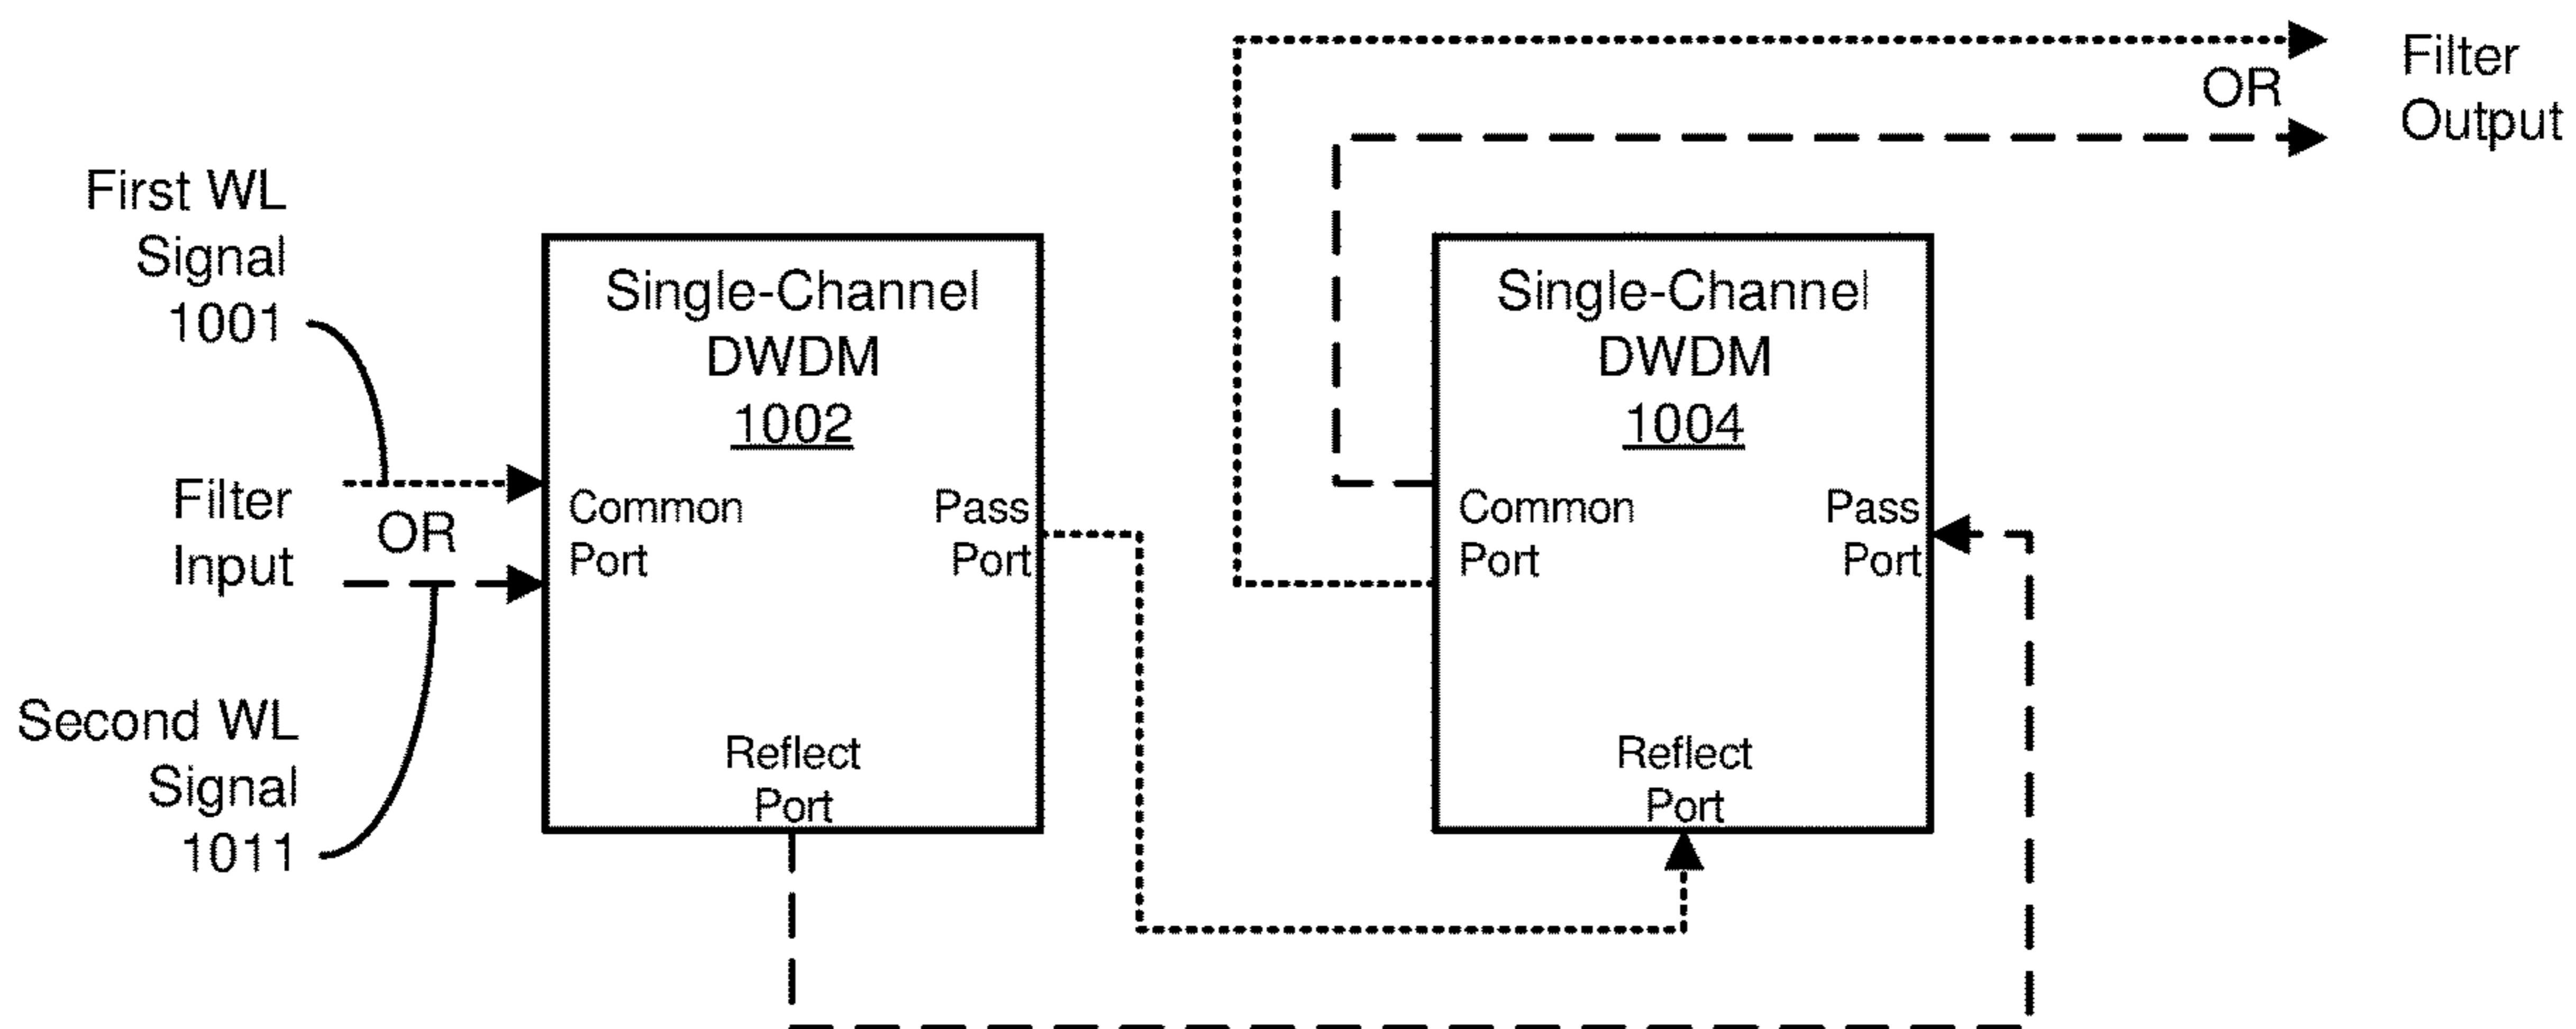 First WL
Signal
1001
Filter
Input
OR
Second WL
Signal
1011
Single-Channel
DWDM
1002
Common
Port
Pass
Port
Reflect
Port
Single-Channel
DWDM
1004
Common
Port
Pass
Port
Reflect
Port
OR
Filter
Output